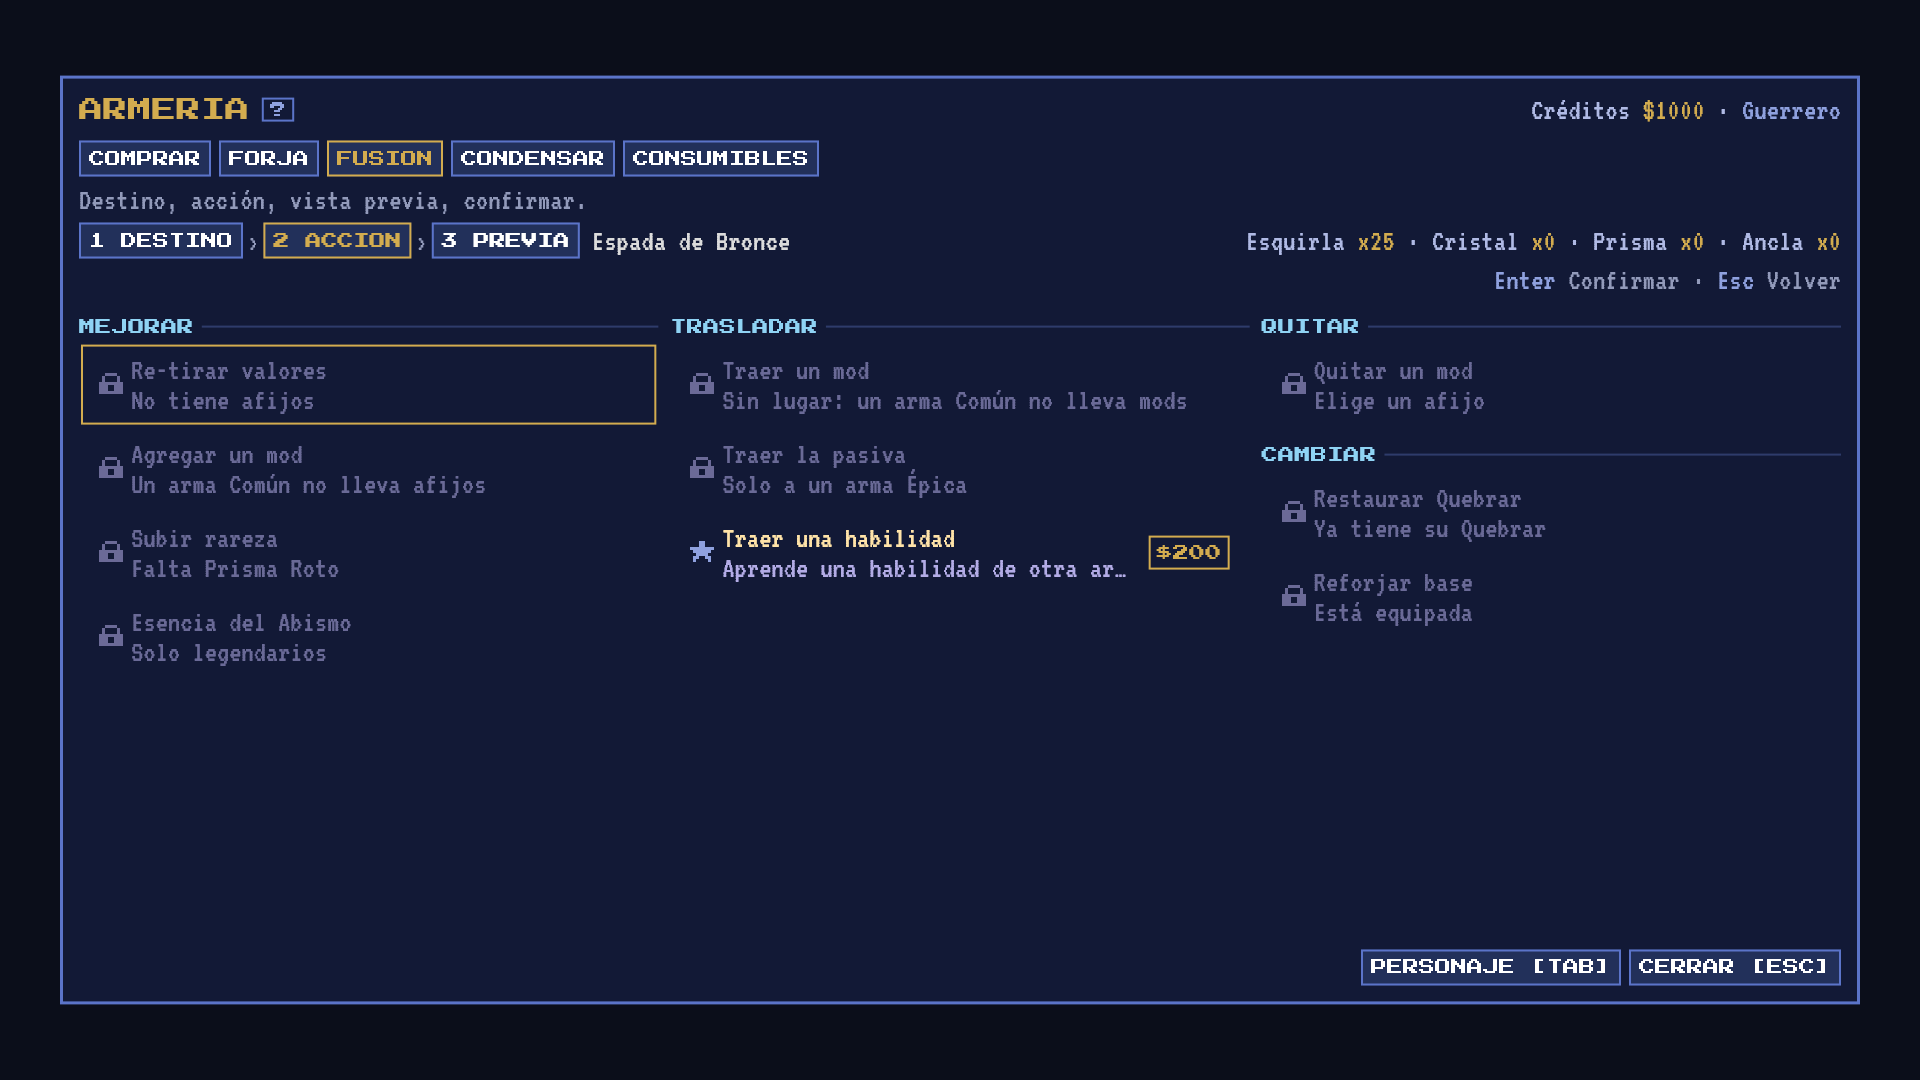 ARMERIA ?
Créditos $1000 · Guerrero
COMPRAR FORJA FUSION CONDENSAR CONSUMIBLES
Destino, acción, vista previa, confirmar.
1 DESTINO › 2 ACCION › 3 PREVIA Espada de Bronce
Esquirla x25 · Cristal x0 · Prisma x0 · Ancla x0
Enter Confirmar · Esc Volver
MEJORAR
Re-tirar valores
No tiene afijos
Agregar un mod
Un arma Común no lleva afijos
Subir rareza
Falta Prisma Roto
Esencia del Abismo
Solo legendarios
TRASLADAR
Traer un mod
Sin lugar: un arma Común no lleva mods
Traer la pasiva
Solo a un arma Épica
Traer una habilidad
Aprende una habilidad de otra ar…
$200
QUITAR
Quitar un mod
Elige un afijo
CAMBIAR
Restaurar Quebrar
Ya tiene su Quebrar
Reforjar base
Está equipada
PERSONAJE [TAB] CERRAR [ESC]